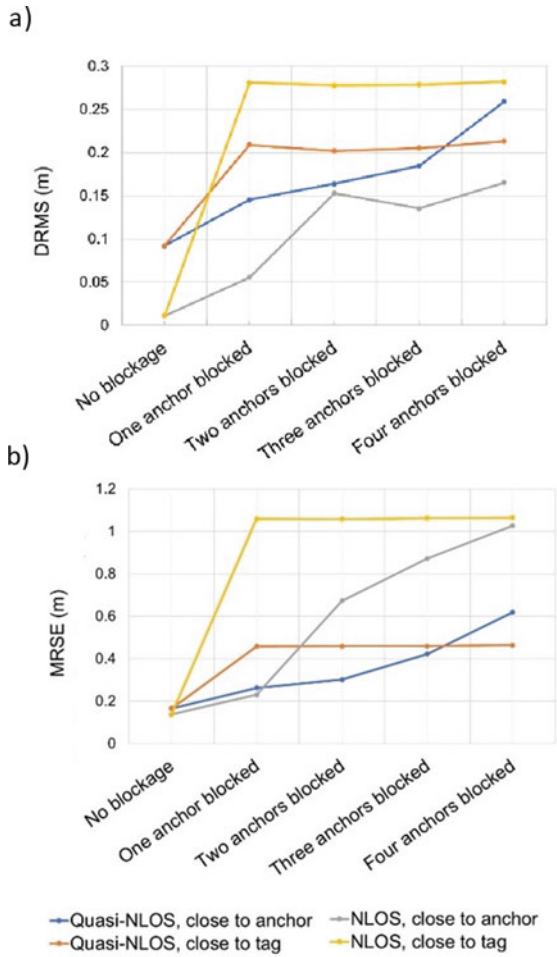 a)
0.3
0.25
0.2
0.15
0.1
0.05
0
DRMS (m)
No blockage
One anchor blocked
Two anchors blocked
Three anchors blocked
Four anchors blocked
b)
1.2
1
0.8
0.6
0.4
0.2
0
MRSE (m)
No blockage
One anchor blocked
Two anchors blocked
Three anchors blocked
Four anchors blocked
Quasi-NLOS, close to anchor
NLOS, close to anchor
Quasi-NLOS, close to tag
NLOS, close to tag